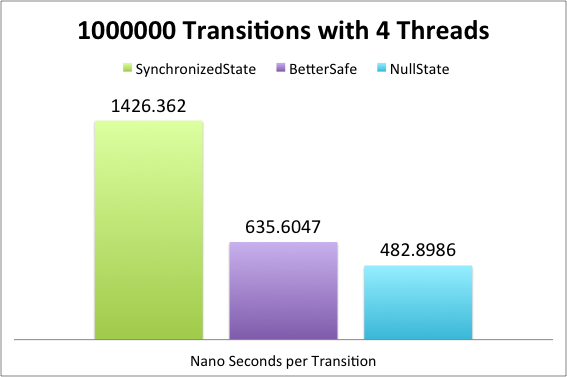 1000000 Transitions with 4 Threads
SynchronizedState BetterSafe NullState
1426.362
635.6047
482.8986
Nano Seconds per Transition